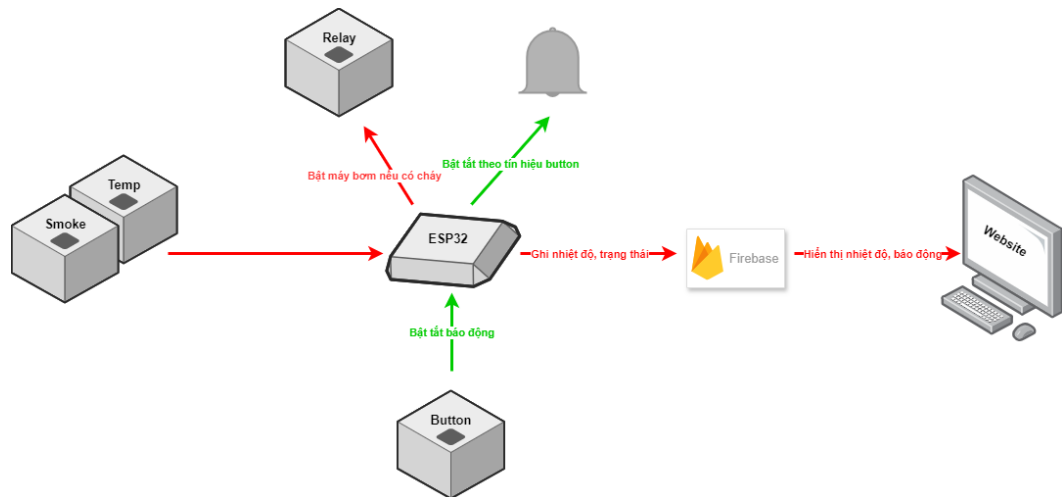 Relay
Bật tắt theo tín hiệu button
Bật máy bơm nếu có cháy
Temp
Smoke
ESP32
Ghi nhiệt độ, trạng thái
Firebase
Hiển thị nhiệt độ, báo động
Website
Bật tắt báo động
Button